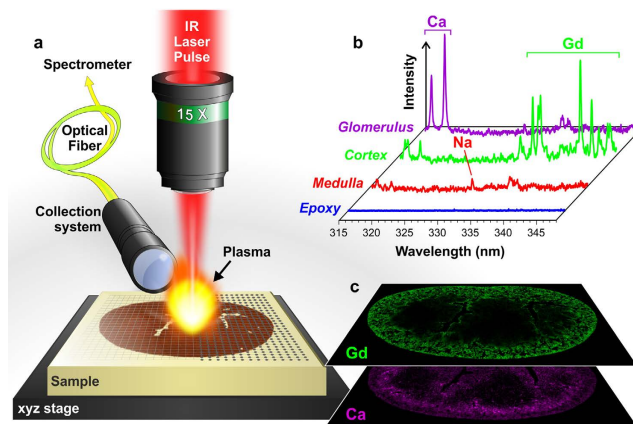 a
IR
Laser
Pulse
Spectrometer
15 X
Optical
Fiber
Collection
system
Plasma
Sample
xyz stage
b
Ca
Gd
Intensity
Glomerulus
Cortex
Na
Medulla
Epoxy
315 320 325 330 335 340 345
Wavelength (nm)
c
Gd
Ca